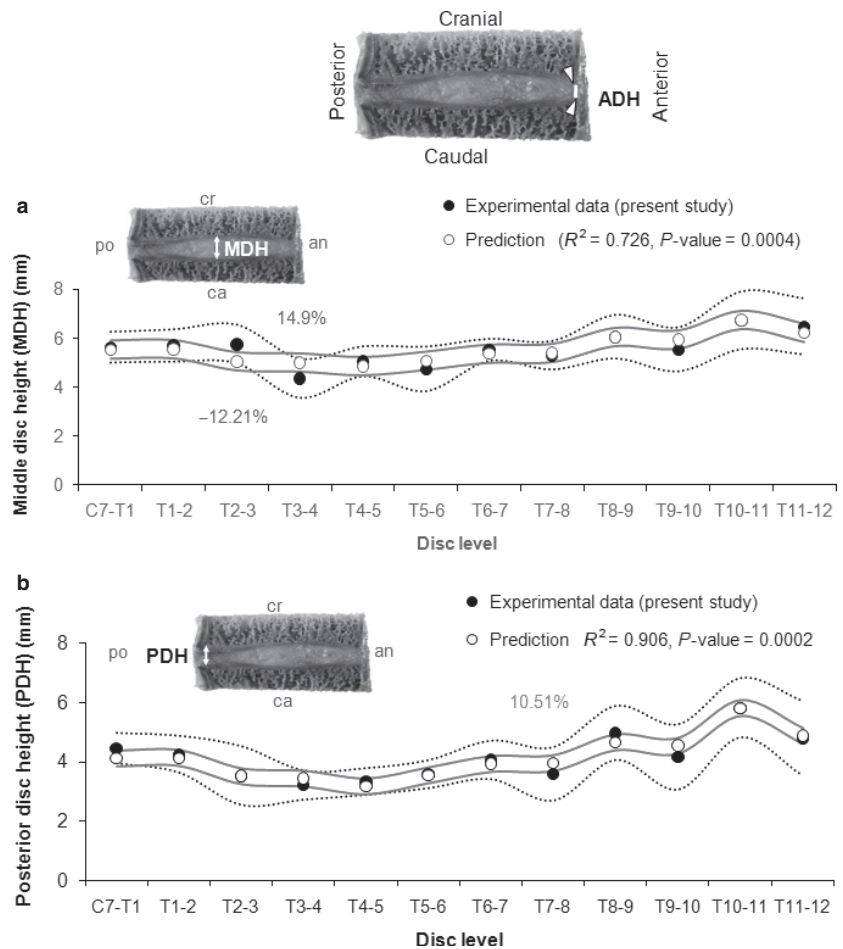 Cranial
Posterior
ADH
Anterior
Caudal
a
cr
po
MDH
an
ca
Experimental data (present study)
Prediction (R² = 0.726, P-value = 0.0004)
Middle disc height (MDH) (mm)
8
6
4
2
0
14.9%
−12.21%
C7-T1 T1-2 T2-3 T3-4 T4-5 T5-6 T6-7 T7-8 T8-9 T9-10 T10-11 T11-12
Disc level
b
cr
po
PDH
an
ca
Experimental data (present study)
Prediction R² = 0.906, P-value = 0.0002
Posterior disc height (PDH) (mm)
8
6
4
2
0
10.51%
C7-T1 T1-2 T2-3 T3-4 T4-5 T5-6 T6-7 T7-8 T8-9 T9-10 T10-11 T11-12
Disc level